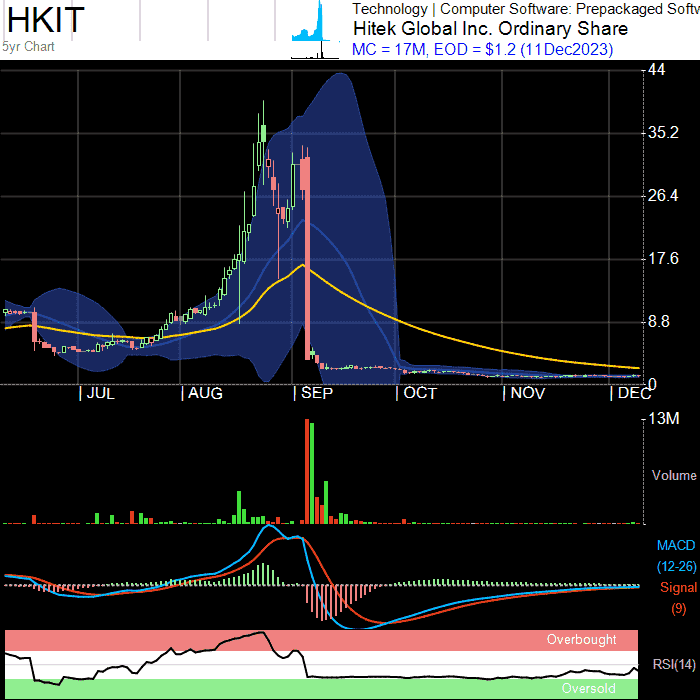 HKIT
5yr Chart
Technology | Computer Software: Prepackaged Softw
Hitek Global Inc. Ordinary Share
MC = 17M, EOD = $1.2 (11Dec2023)
44
35.2
26.4
17.6
8.8
0
JUL AUG SEP OCT NOV DEC
13M
Volume
MACD
(12-26)
Signal
(9)
Overbought
RSI(14)
Oversold